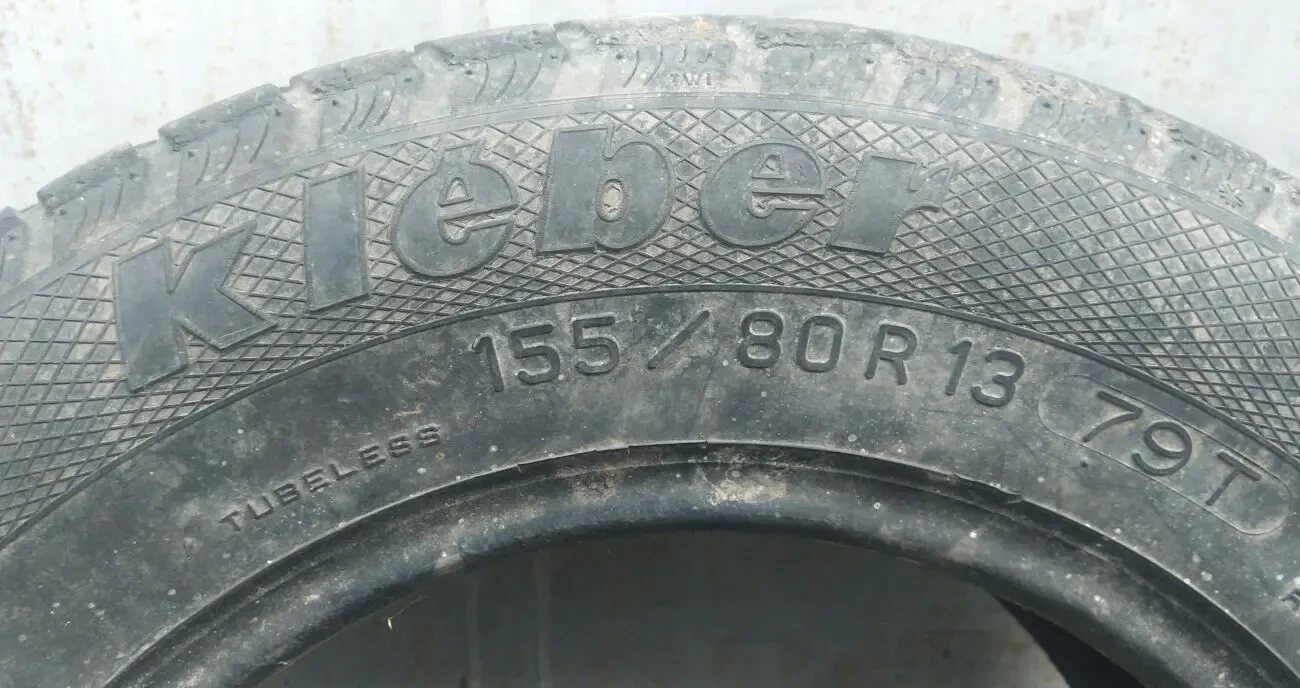 TWI
Kleber
155/80R13 79T
TUBELESS